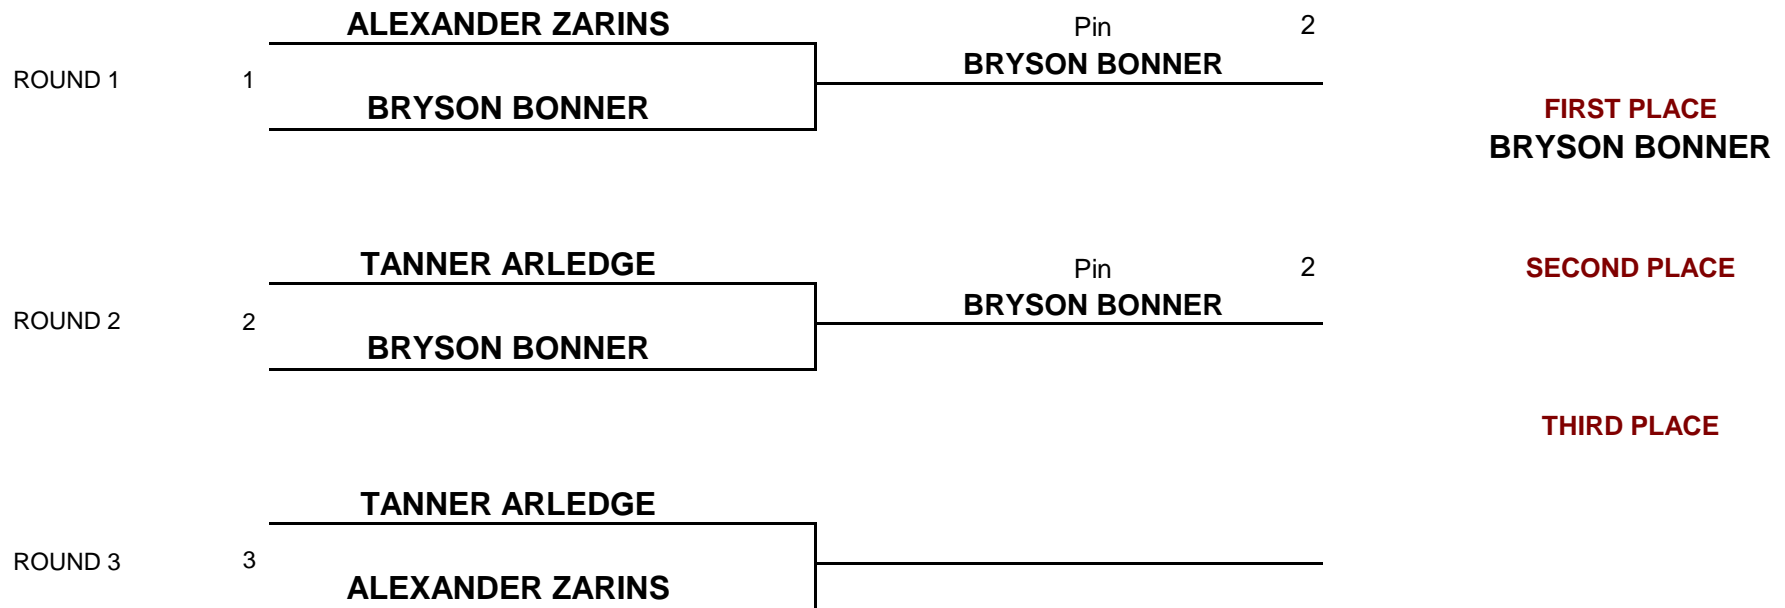 ALEXANDER ZARINS
Pin 2
BRYSON BONNER
ROUND 1 1
BRYSON BONNER
FIRST PLACE
BRYSON BONNER
TANNER ARLEDGE
Pin 2
SECOND PLACE
BRYSON BONNER
ROUND 2 2
BRYSON BONNER
THIRD PLACE
TANNER ARLEDGE
ROUND 3 3
ALEXANDER ZARINS